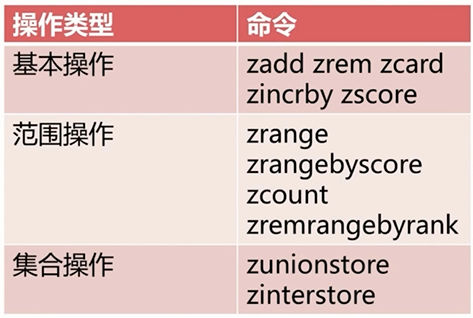 操作类型 命令
基本操作 zadd zrem zcard
zincrby zscore
范围操作 zrange
zrangebyscore
zcount
zremrangebyrank
集合操作 zunionstore
zinterstore